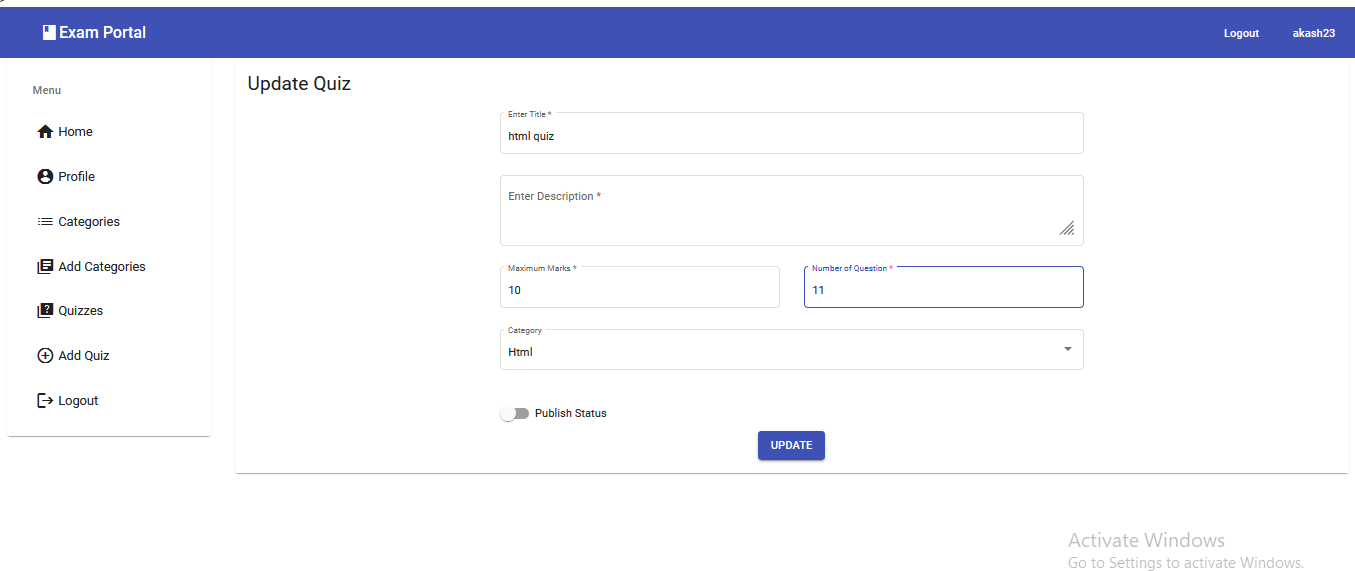 Exam Portal
Logout
akash23
Menu
Home
Profile
Categories
Add Categories
Quizzes
Add Quiz
Logout
Update Quiz
Enter Title *
html quiz
Enter Description *
Maximum Marks *
10
Number of Question *
11
Category
Html
Publish Status
UPDATE
Activate Windows
Go to Settings to activate Windows.